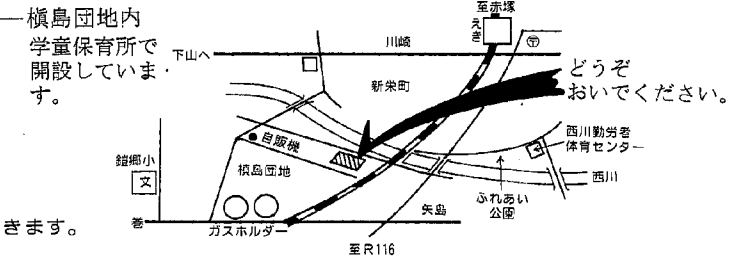 ―槇島団地内
学童保育所で
開設していま
す。
きます。
至赤塚
えき
〒
川崎
下山へ
新栄町
どうぞ
おいでください。
自販機
西川勤労者
体育センター
鎧郷小
文
槇島団地
西川
ふれあい
公園
矢島
巻
ガスホルダー
至R116